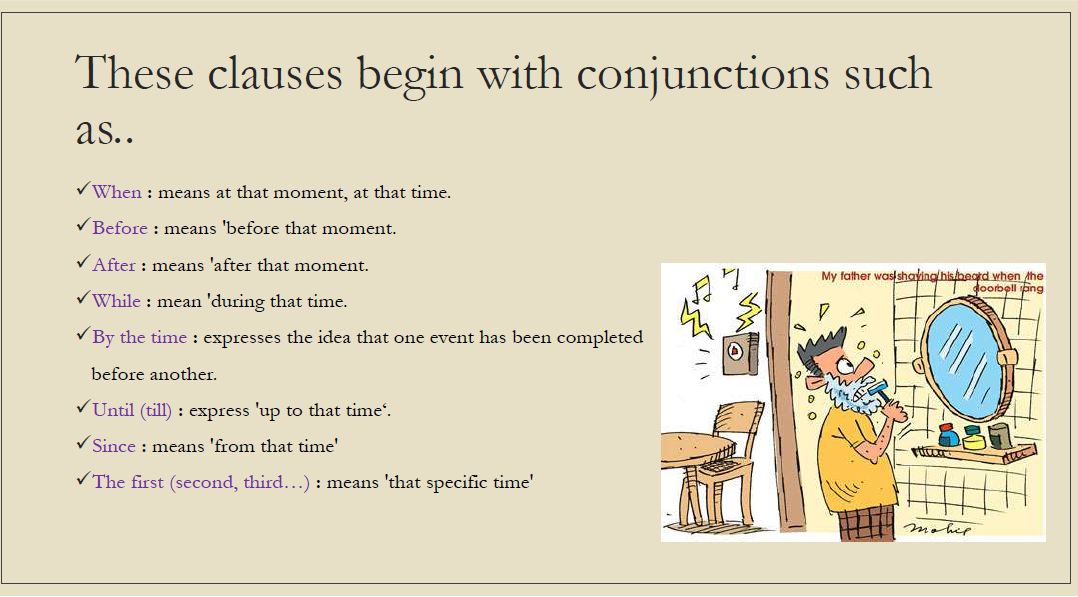 These clauses begin with conjunctions such
as..
✓When : means at that moment, at that time.
✓Before : means 'before that moment.
✓After : means 'after that moment.
✓While : mean 'during that time.
✓By the time : expresses the idea that one event has been completed
before another.
✓Until (till) : express 'up to that time‘.
✓Since : means 'from that time'
✓The first (second, third…) : means 'that specific time'
My father was shaving his beard when the
doorbell rang